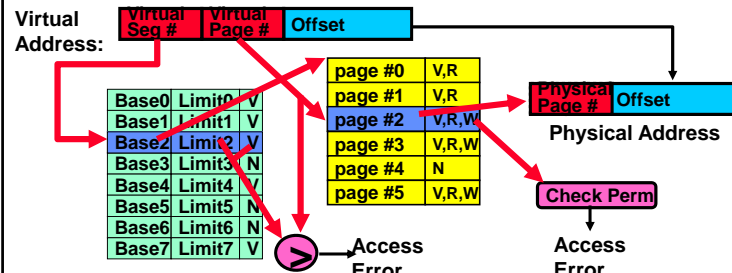 Virtual Address:
Virtual Seg #
Virtual Page #
Offset
Base0 Limit0 V
Base1 Limit1 V
Base2 Limit2 V
Base3 Limit3 N
Base4 Limit4 V
Base5 Limit5 N
Base6 Limit6 N
Base7 Limit7 V
page #0 V,R
page #1 V,R
page #2 V,R,W
page #3 V,R,W
page #4 N
page #5 V,R,W
Physical Page #
Offset
Physical Address
>
Access Error
Check Perm
Access Error